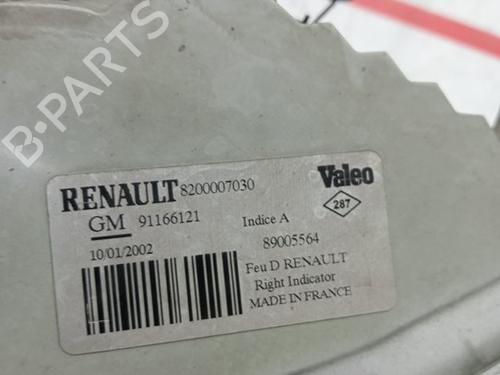 B-PARTS
RENAULT 8200007030 Valeo
GM 91166121 Indice A 287
10/01/2002 89005564
Feu D RENAULT
Right Indicator
MADE IN FRANCE